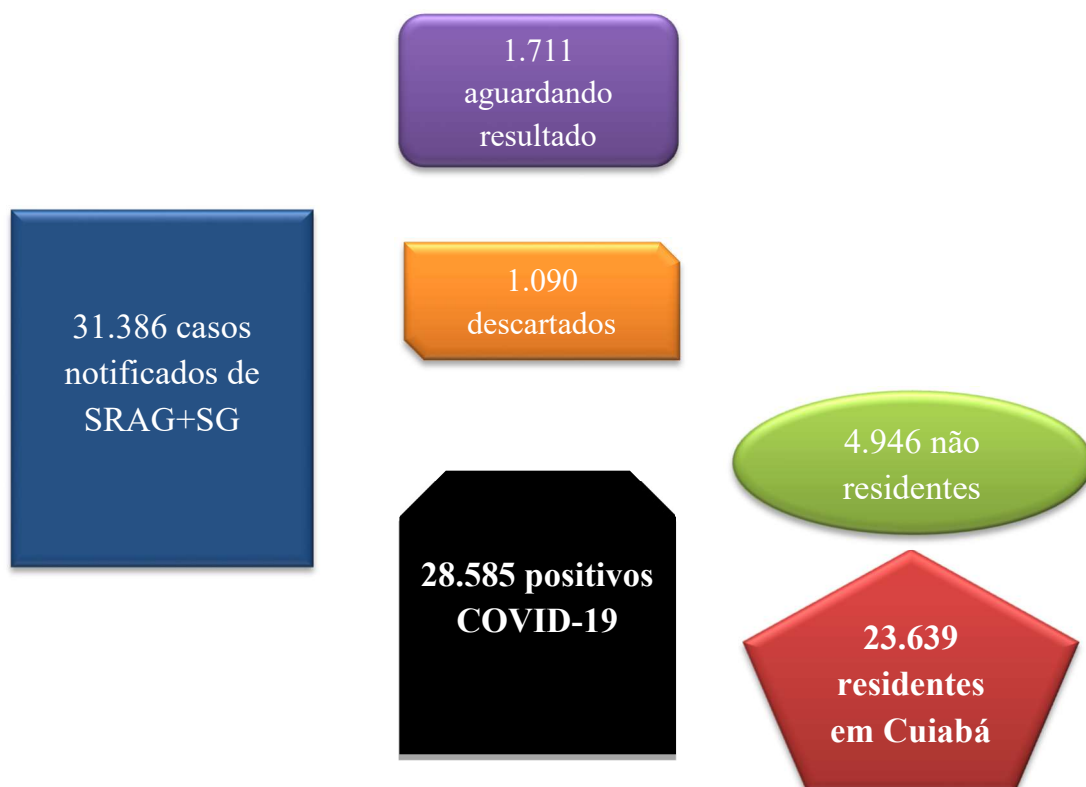 1.711
aguardando
resultado
31.386 casos
notificados de
SRAG+SG
1.090
descartados
4.946 não
residentes
28.585 positivos
COVID-19
23.639
residentes
em Cuiabá